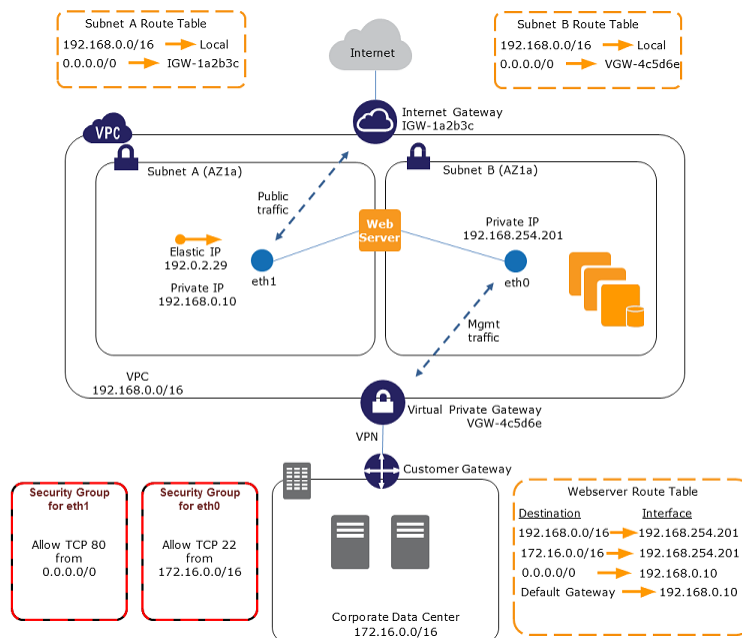 Subnet A Route Table
192.168.0.0/16 Local
0.0.0.0/0 IGW-1a2b3c
Internet
Subnet B Route Table
192.168.0.0/16 Local
0.0.0.0/0 VGW-4c5d6e
Internet Gateway
IGW-1a2b3c
VPC
Subnet A (AZ1a)
Public
traffic
Elastic IP
192.0.2.29
Private IP
192.168.0.10
eth1
Web
Server
Subnet B (AZ1a)
Private IP
192.168.254.201
eth0
Mgmt
traffic
VPC
192.168.0.0/16
Virtual Private Gateway
VGW-4c5d6e
VPN
Customer Gateway
Security Group
for eth1
Allow TCP 80
from
0.0.0.0/0
Security Group
for eth0
Allow TCP 22
from
172.16.0.0/16
Corporate Data Center
172.16.0.0/16
Webserver Route Table
Destination Interface
192.168.0.0/16 192.168.254.201
172.16.0.0/16 192.168.254.201
0.0.0.0/0 192.168.0.10
Default Gateway 192.168.0.10